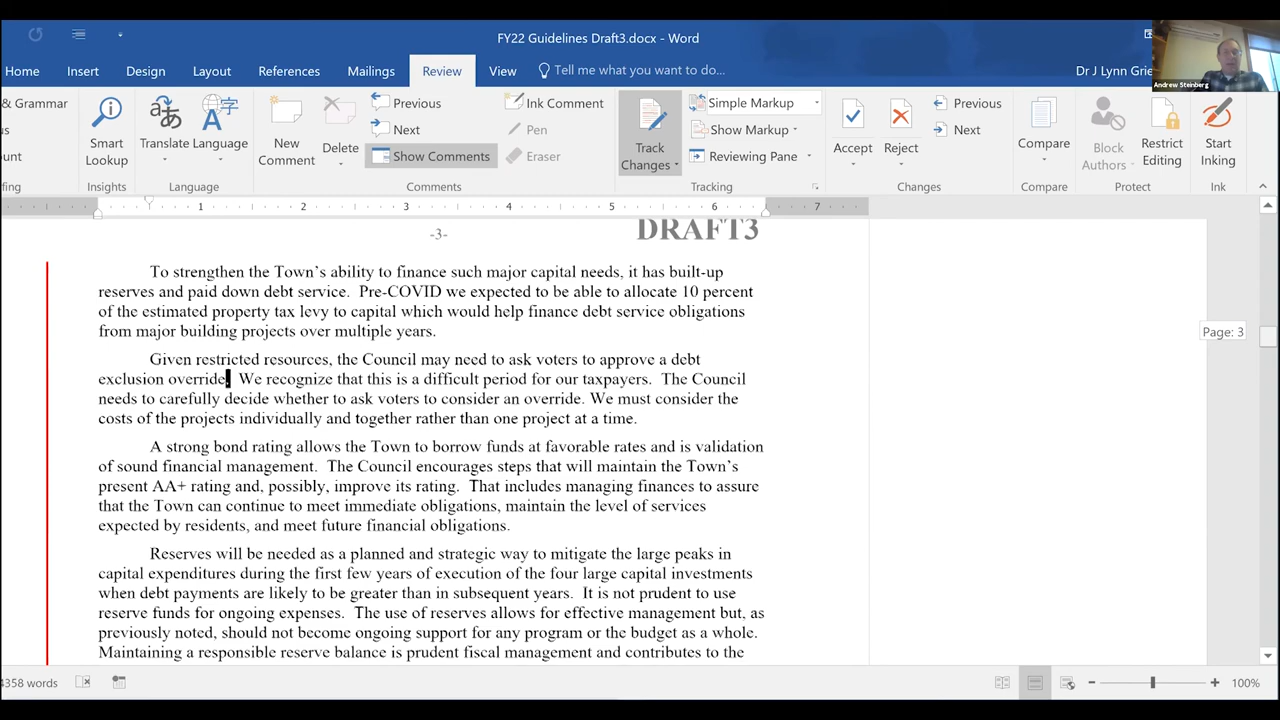 FY22 Guidelines Draft3.docx - Word
Home Insert Design Layout References Mailings Review View Tell me what you want to do... Dr J Lynn Grie
Andrew Steinberg
& Grammar
Smart Lookup
Insights
Translate Language
Language
New Comment
Delete
Previous
Next
Show Comments
Ink Comment
Pen
Eraser
Comments
Track Changes
Simple Markup
Show Markup
Reviewing Pane
Tracking
Accept
Reject
Previous
Next
Changes
Compare
Compare
Block Authors
Restrict Editing
Protect
Start Inking
Ink
1 2 3 4 5 6 7
-3- DRAFT3
To strengthen the Town's ability to finance such major capital needs, it has built-up
reserves and paid down debt service. Pre-COVID we expected to be able to allocate 10 percent
of the estimated property tax levy to capital which would help finance debt service obligations
from major building projects over multiple years.
Given restricted resources, the Council may need to ask voters to approve a debt
exclusion override. We recognize that this is a difficult period for our taxpayers. The Council
needs to carefully decide whether to ask voters to consider an override. We must consider the
costs of the projects individually and together rather than one project at a time.
A strong bond rating allows the Town to borrow funds at favorable rates and is validation
of sound financial management. The Council encourages steps that will maintain the Town's
present AA+ rating and, possibly, improve its rating. That includes managing finances to assure
that the Town can continue to meet immediate obligations, maintain the level of services
expected by residents, and meet future financial obligations.
Reserves will be needed as a planned and strategic way to mitigate the large peaks in
capital expenditures during the first few years of execution of the four large capital investments
when debt payments are likely to be greater than in subsequent years. It is not prudent to use
reserve funds for ongoing expenses. The use of reserves allows for effective management but, as
previously noted, should not become ongoing support for any program or the budget as a whole.
Maintaining a responsible reserve balance is prudent fiscal management and contributes to the
Page: 3
4358 words
100%